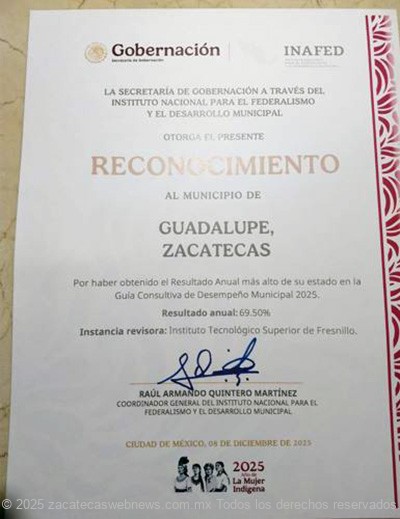 Gobernación
Secretaría de Gobernación
INAFED
LA SECRETARÍA DE GOBERNACIÓN A TRAVÉS DEL
INSTITUTO NACIONAL PARA EL FEDERALISMO
Y EL DESARROLLO MUNICIPAL
OTORGA EL PRESENTE
RECONOCIMIENTO
AL MUNICIPIO DE
GUADALUPE,
ZACATECAS
Por haber obtenido el Resultado Anual más alto de su estado en la
Guía Consultiva de Desempeño Municipal 2025.
Resultado anual: 69.50%
Instancia revisora: Instituto Tecnológico Superior de Fresnillo.
RAÚL ARMANDO QUINTERO MARTÍNEZ
COORDINADOR GENERAL DEL INSTITUTO NACIONAL PARA EL
FEDERALISMO Y EL DESARROLLO MUNICIPAL
CIUDAD DE MÉXICO, 08 DE DICIEMBRE DE 2025
2025
Año de
La Mujer
Indígena
© 2025 zacatecaswebnews.com.mx Todos los derechos reservados